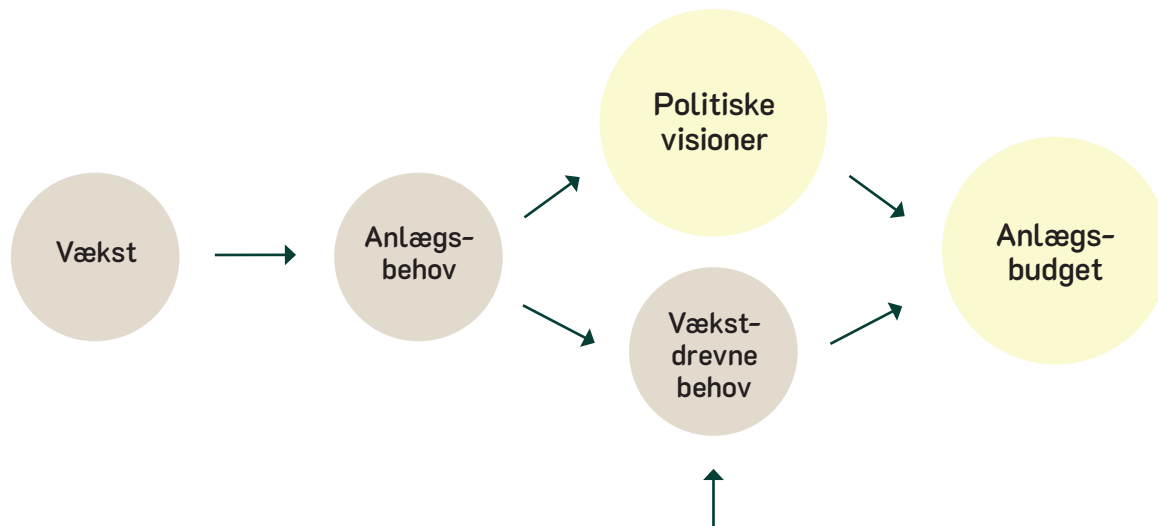 Vækst
Anlægs-
behov
Politiske
visioner
Vækst-
drevne
behov
Anlægs-
budget